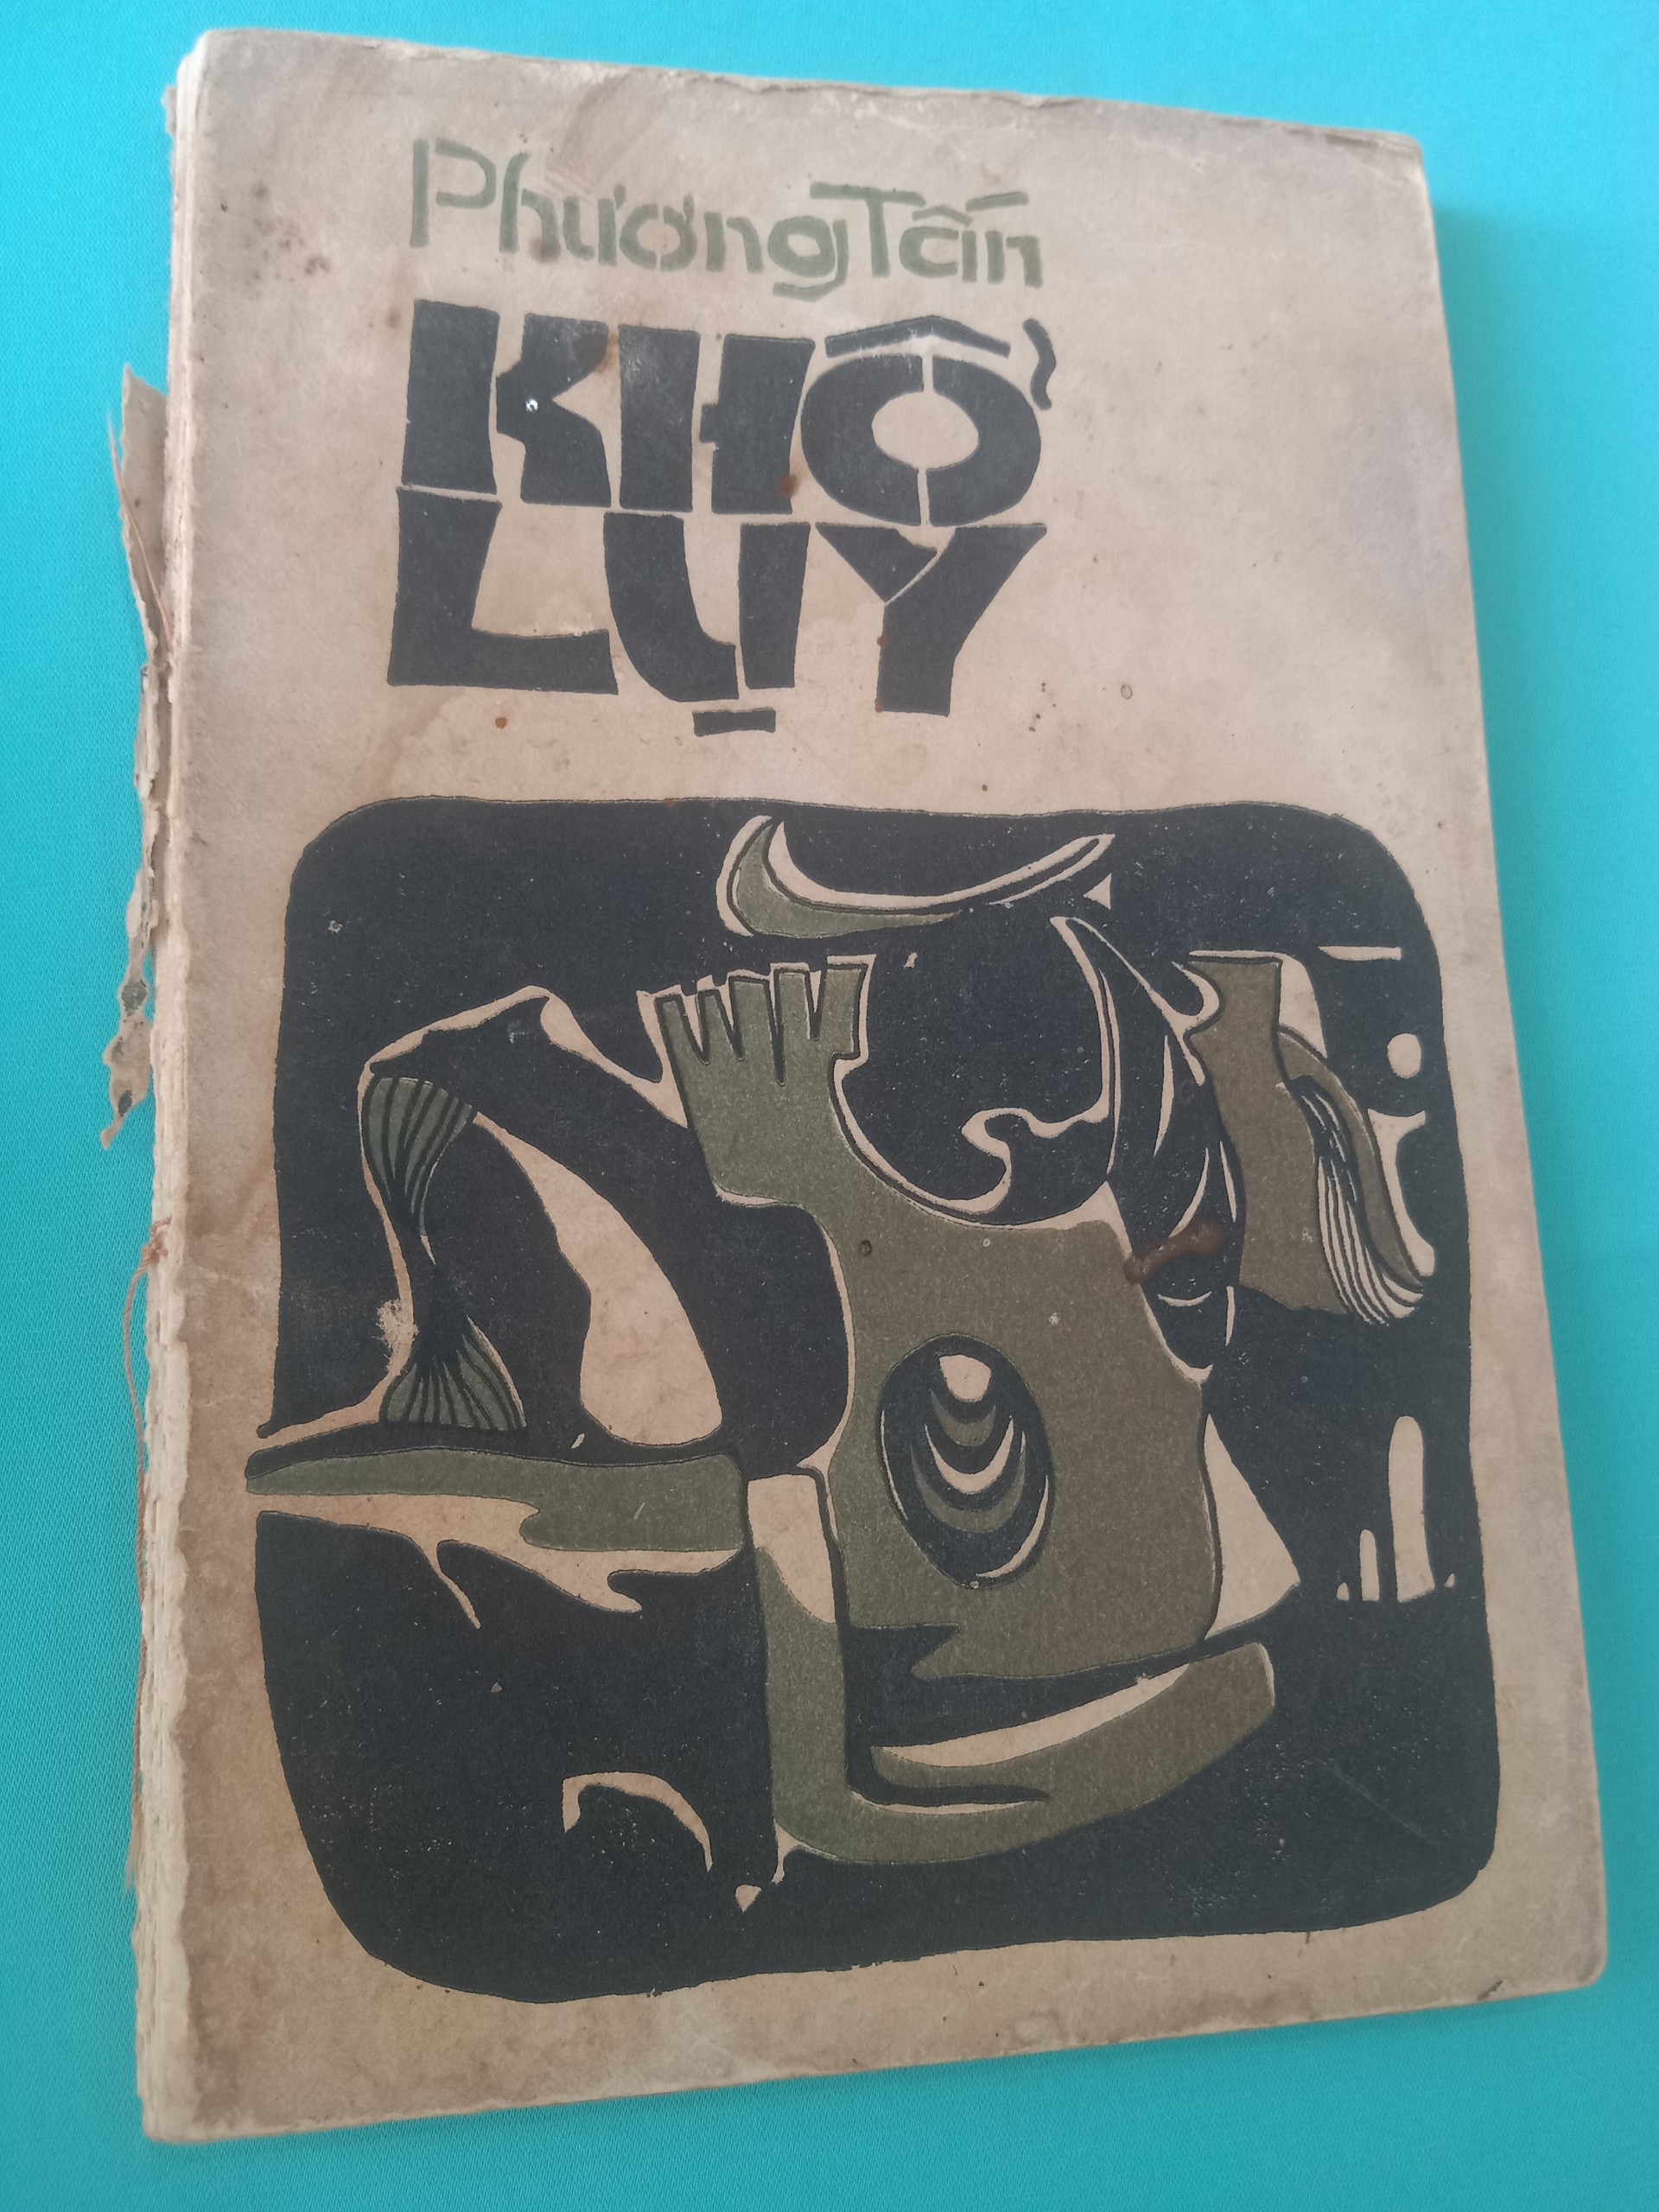 Phương Tấn
KHỔ
LỤY